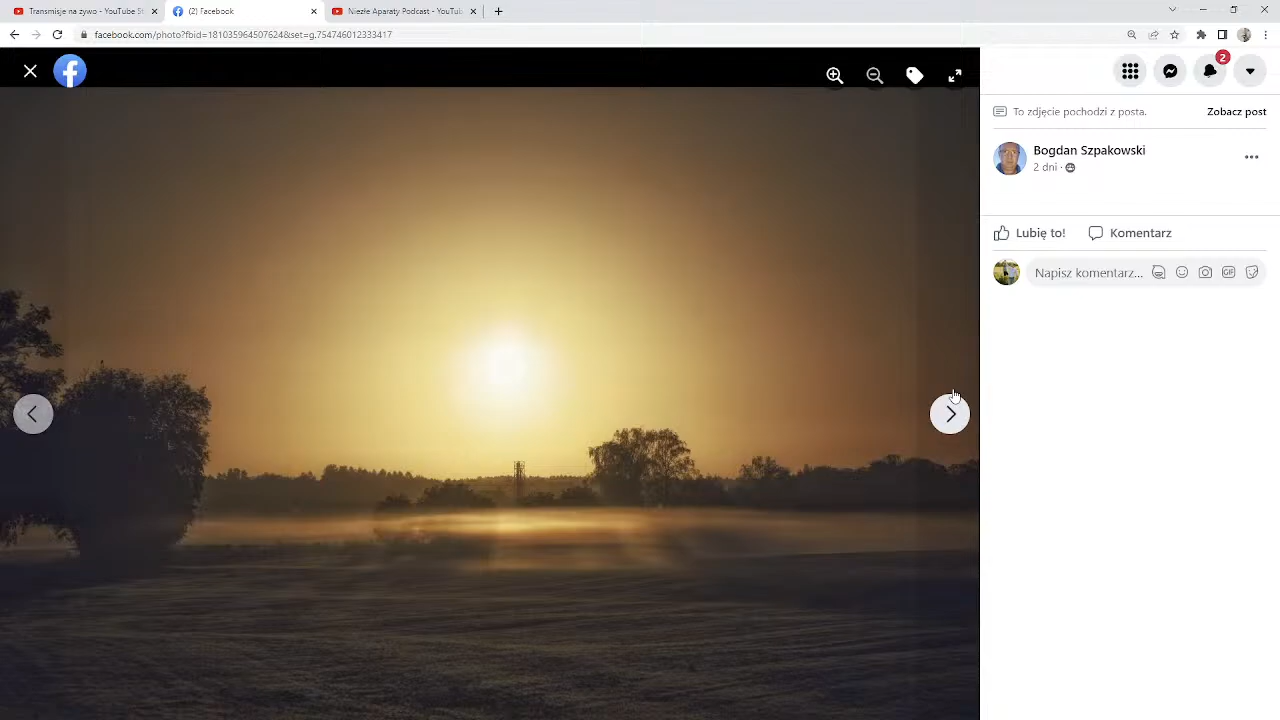 Transmisje na żywo - YouTube St
(2) Facebook
Niezłe Aparaty Podcast - YouTub
facebook.com/photo?fbid=181035964507624&set=g.754746012333417
2
To zdjęcie pochodzi z posta.
Zobacz post
Bogdan Szpakowski
2 dni ·
Lubię to!
Komentarz
Napisz komentarz...
GIF